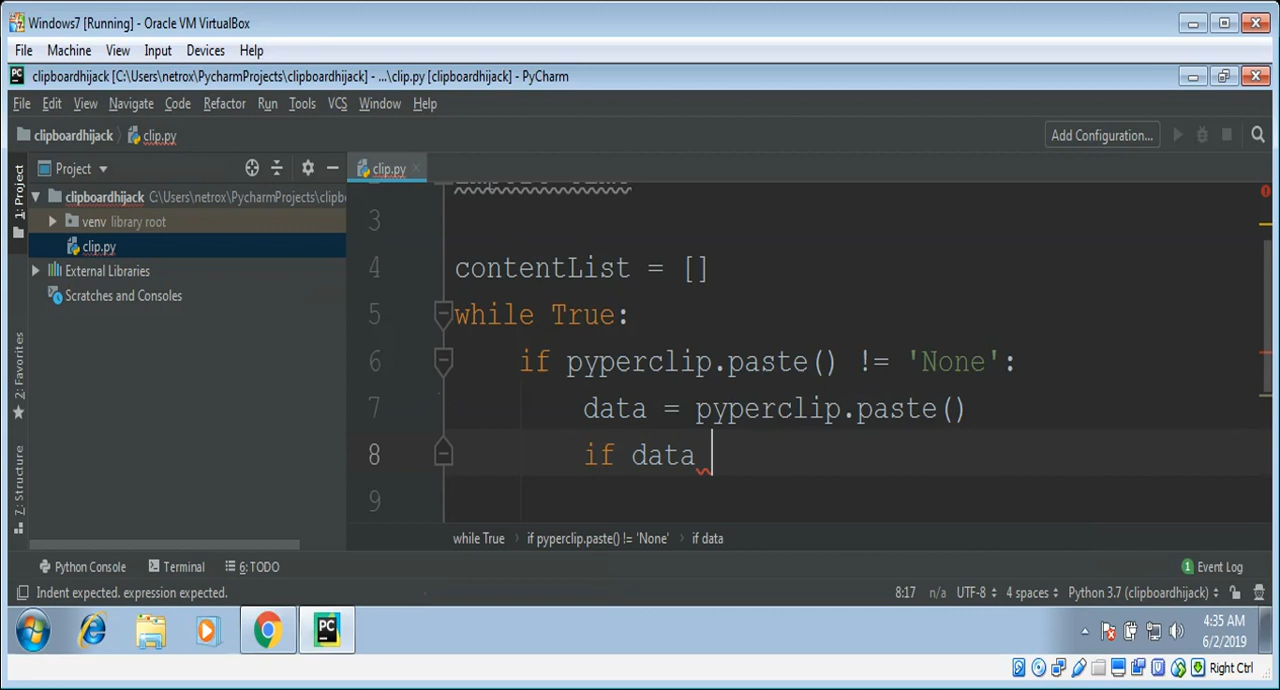 Windows7 [Running] - Oracle VM VirtualBox
File Machine View Input Devices Help
PC clipboardhijack [C:\Users\netrox\PycharmProjects\clipboardhijack] - ...\clip.py [clipboardhijack] - PyCharm
File Edit View Navigate Code Refactor Run Tools VCS Window Help
clipboardhijack clip.py Add Configuration...
1: Project
Project
clip.py
clipboardhijack C:\Users\netrox\PycharmProjects\clipb
venv library root
clip.py
External Libraries
Scratches and Consoles
2: Favorites
7: Structure
3
4 contentList = []
5 while True:
6 if pyperclip.paste() != 'None':
7 data = pyperclip.paste()
8 if data
9
while True if pyperclip.paste() != 'None' if data
Python Console Terminal 6: TODO 1 Event Log
Indent expected. expression expected. 8:17 n/a UTF-8 4 spaces Python 3.7 (clipboardhijack)
PC
4:35 AM
6/2/2019
Right Ctrl